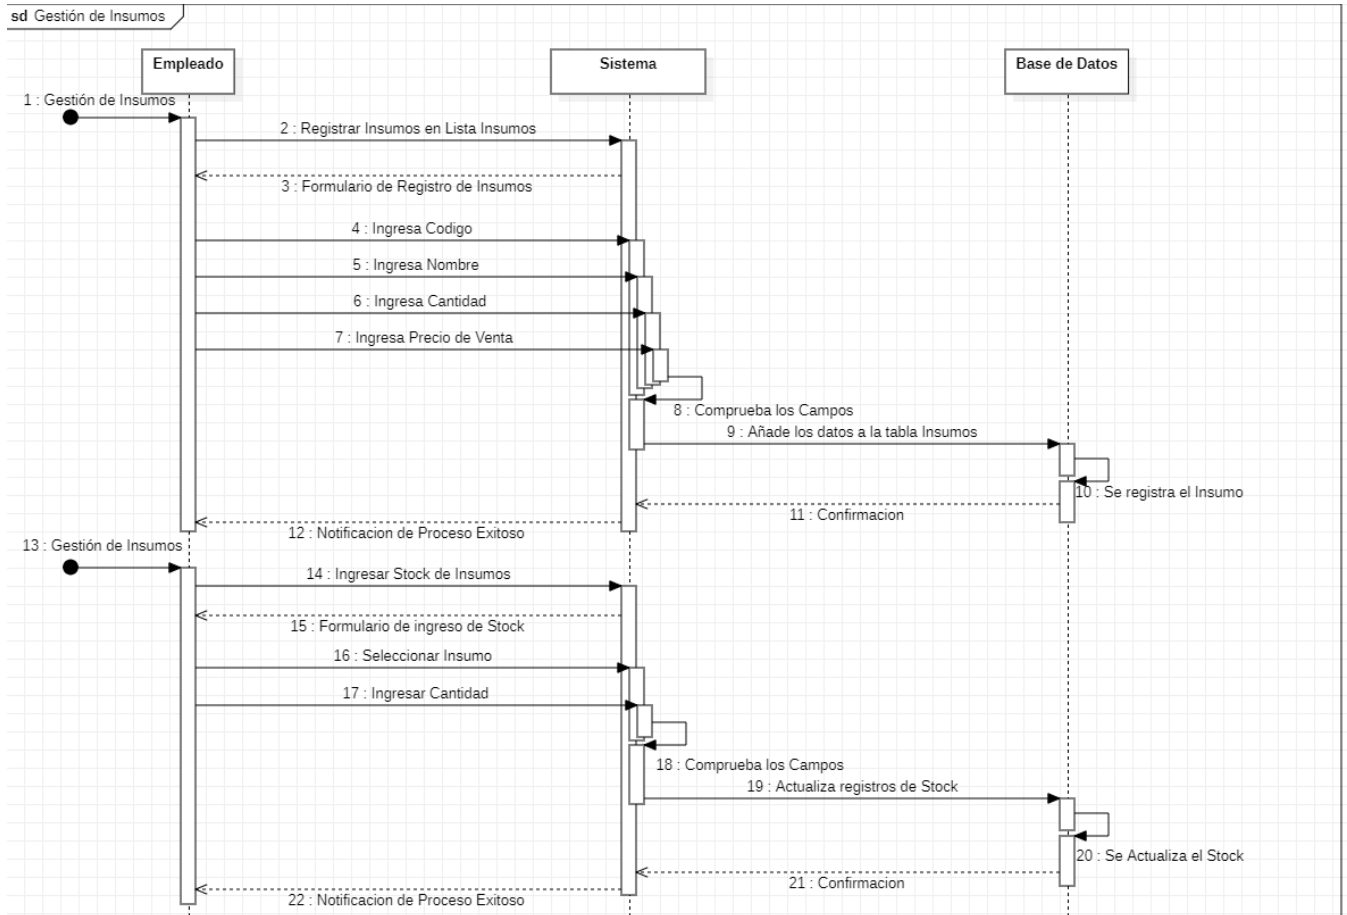 sd Gestión de Insumos
Empleado
Sistema
Base de Datos
1 : Gestión de Insumos
2 : Registrar Insumos en Lista Insumos
3 : Formulario de Registro de Insumos
4 : Ingresa Codigo
5 : Ingresa Nombre
6 : Ingresa Cantidad
7 : Ingresa Precio de Venta
8 : Comprueba los Campos
9 : Añade los datos a la tabla Insumos
10 : Se registra el Insumo
11 : Confirmacion
12 : Notificacion de Proceso Exitoso
13 : Gestión de Insumos
14 : Ingresar Stock de Insumos
15 : Formulario de ingreso de Stock
16 : Seleccionar Insumo
17 : Ingresar Cantidad
18 : Comprueba los Campos
19 : Actualiza registros de Stock
20 : Se Actualiza el Stock
21 : Confirmacion
22 : Notificacion de Proceso Exitoso